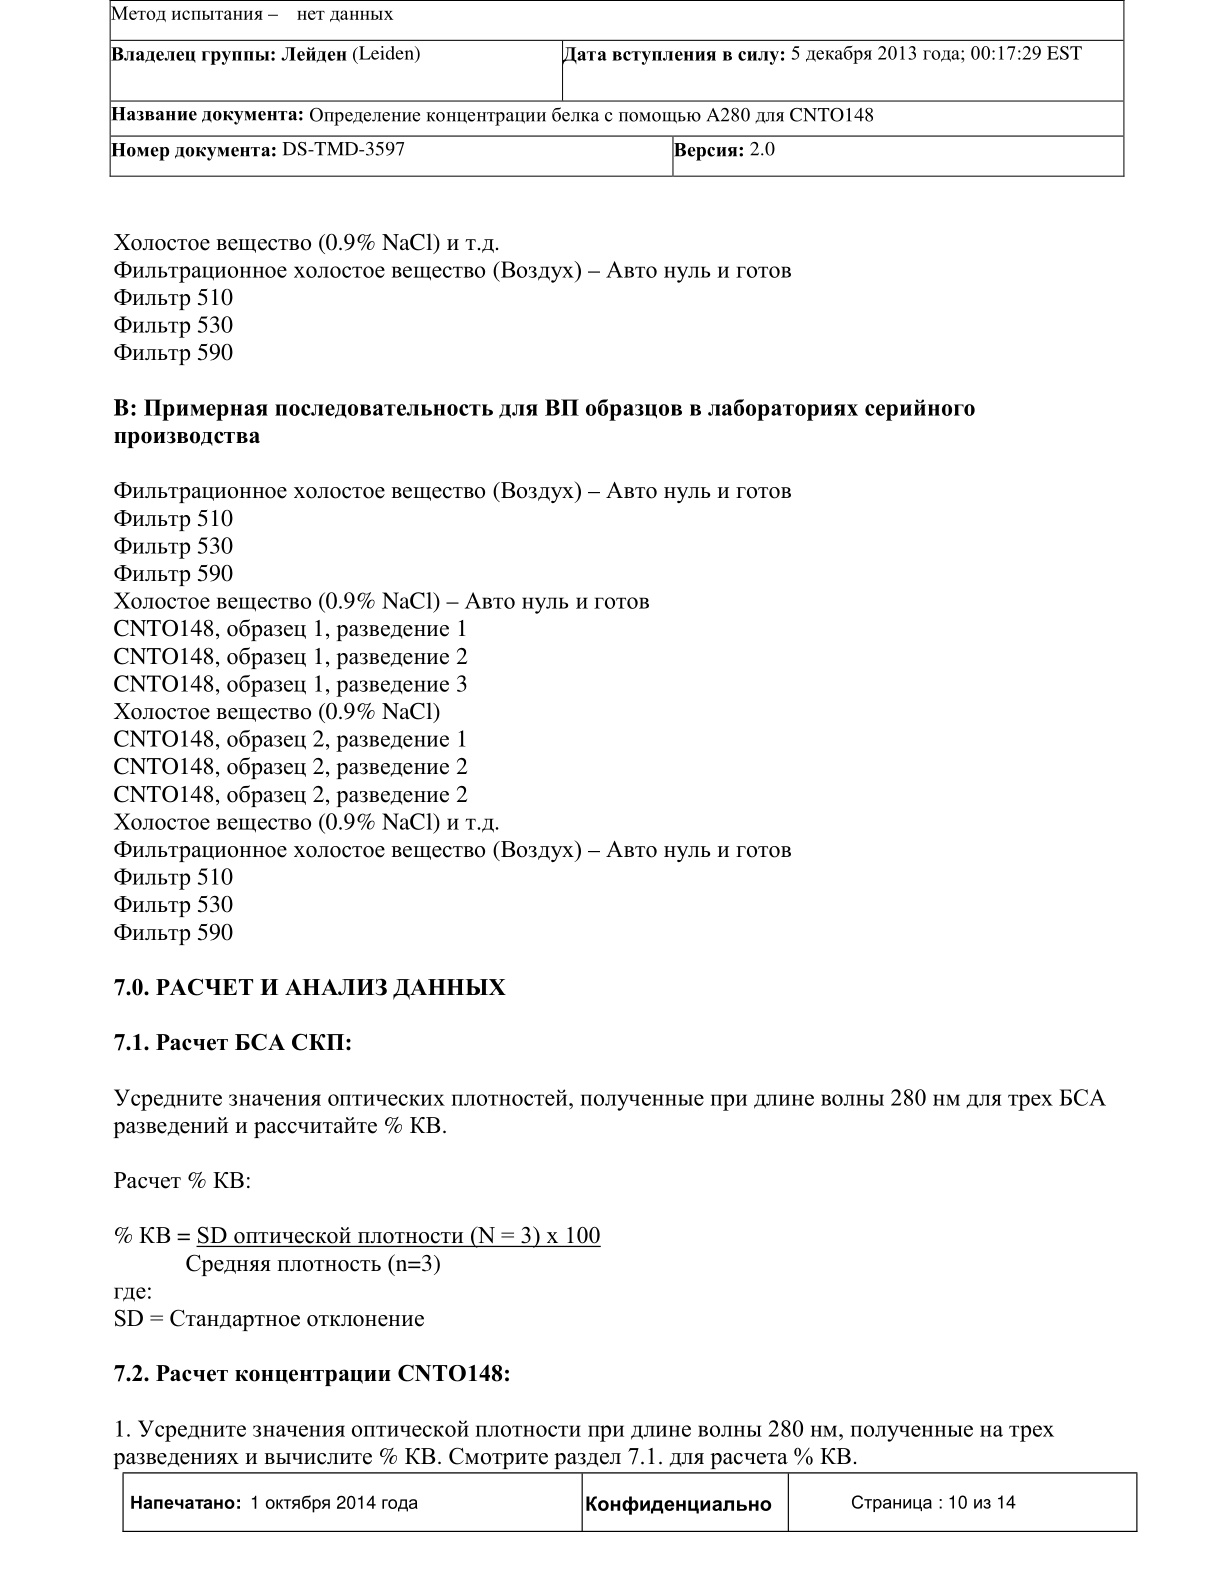 Метод испытания – нет данных
Владелец группы: Лейден (Leiden)
Дата вступления в силу: 5 декабря 2013 года; 00:17:29 EST
Название документа: Определение концентрации белка с помощью A280 для CNTO148
Номер документа: DS-TMD-3597
Версия: 2.0
Холостое вещество (0.9% NaCl) и т.д.
Фильтрационное холостое вещество (Воздух) – Авто нуль и готов
Фильтр 510
Фильтр 530
Фильтр 590
В: Примерная последовательность для ВП образцов в лабораториях серийного
производства
Фильтрационное холостое вещество (Воздух) – Авто нуль и готов
Фильтр 510
Фильтр 530
Фильтр 590
Холостое вещество (0.9% NaCl) – Авто нуль и готов
CNTO148, образец 1, разведение 1
CNTO148, образец 1, разведение 2
CNTO148, образец 1, разведение 3
Холостое вещество (0.9% NaCl)
CNTO148, образец 2, разведение 1
CNTO148, образец 2, разведение 2
CNTO148, образец 2, разведение 2
Холостое вещество (0.9% NaCl) и т.д.
Фильтрационное холостое вещество (Воздух) – Авто нуль и готов
Фильтр 510
Фильтр 530
Фильтр 590
7.0. РАСЧЕТ И АНАЛИЗ ДАННЫХ
7.1. Расчет БСА СКП:
Усредните значения оптических плотностей, полученные при длине волны 280 нм для трех БСА
разведений и рассчитайте % КВ.
Расчет % КВ:
% КВ = SD оптической плотности (N = 3) x 100
Средняя плотность (n=3)
где:
SD = Стандартное отклонение
7.2. Расчет концентрации CNTO148:
1. Усредните значения оптической плотности при длине волны 280 нм, полученные на трех
разведениях и вычислите % КВ. Смотрите раздел 7.1. для расчета % КВ.
Напечатано: 1 октября 2014 года
Конфиденциально
Страница : 10 из 14